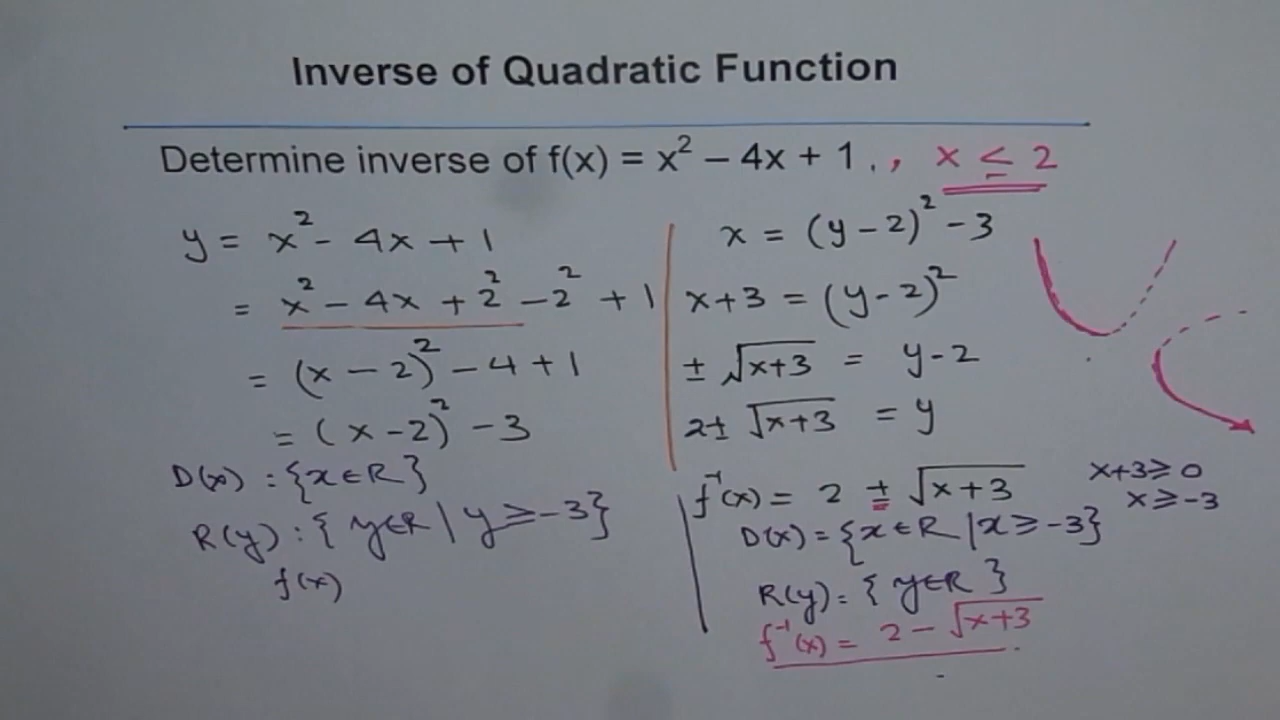 Inverse of Quadratic Function
Determine inverse of f(x) = x² – 4x + 1 . , x ≤ 2
y = x² - 4x + 1
= x² - 4x + 2² - 2² + 1
= (x - 2)² - 4 + 1
= (x - 2)² - 3
D(x) : {x ∈ R}
R(y) : { y ∈ R | y ≥ -3}
f(x)
x = (y - 2)² - 3
x + 3 = (y - 2)²
± √x+3 = y - 2
2 ± √x+3 = y
f⁻¹(x) = 2 ± √x+3
x+3 ≥ 0
x ≥ -3
D(x) = {x ∈ R | x ≥ -3}
R(y) = { y ∈ R }
f⁻¹(x) = 2 - √x+3